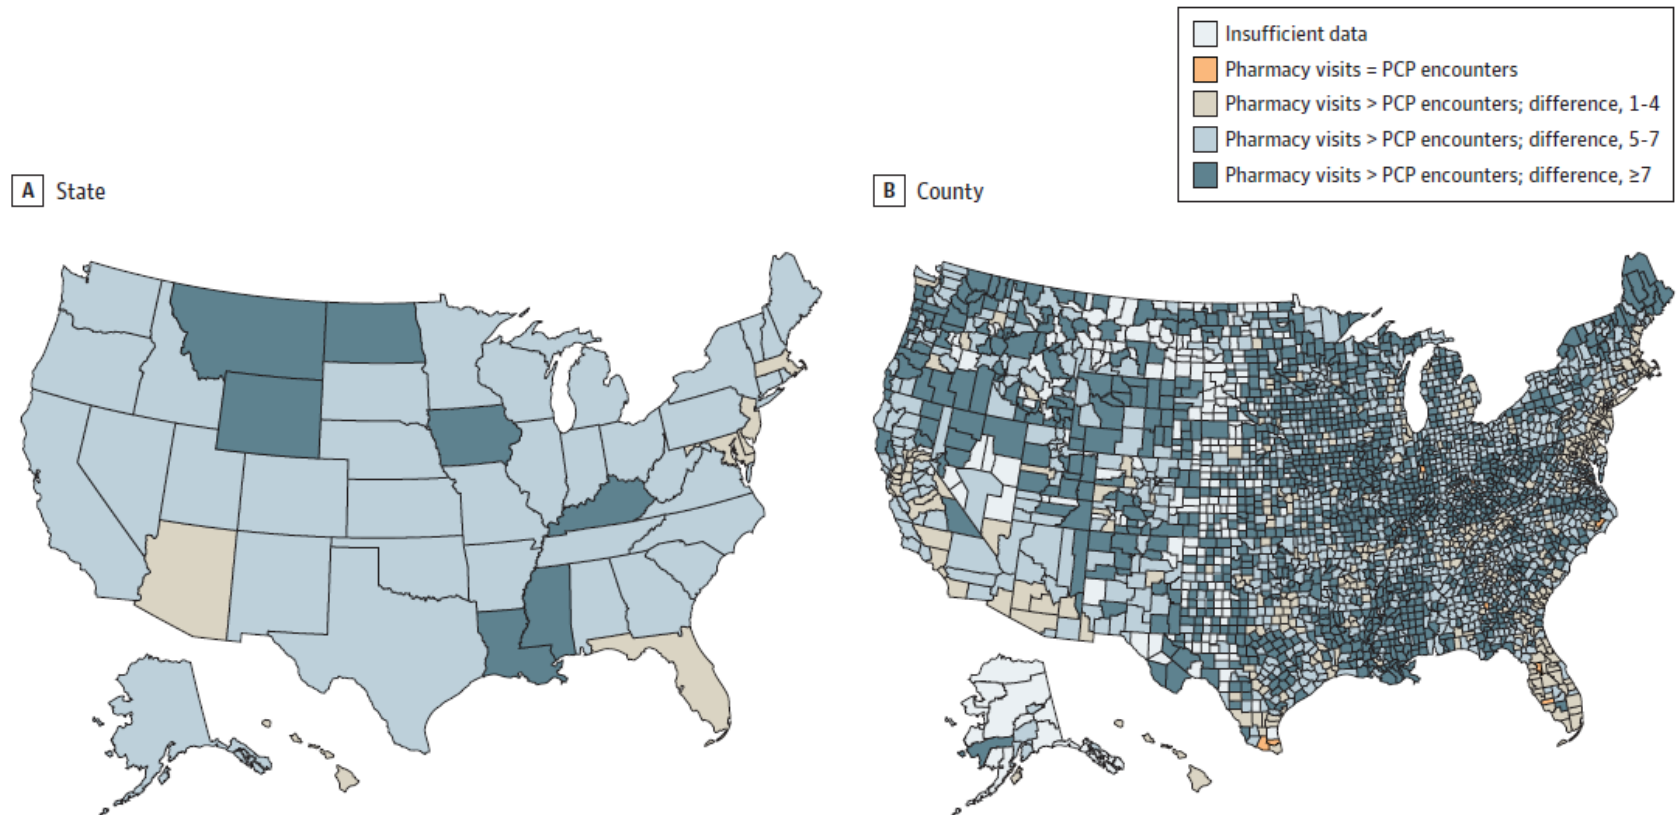 Insufficient data
Pharmacy visits = PCP encounters
Pharmacy visits > PCP encounters; difference, 1-4
Pharmacy visits > PCP encounters; difference, 5-7
Pharmacy visits > PCP encounters; difference, ≥7
A State
B County